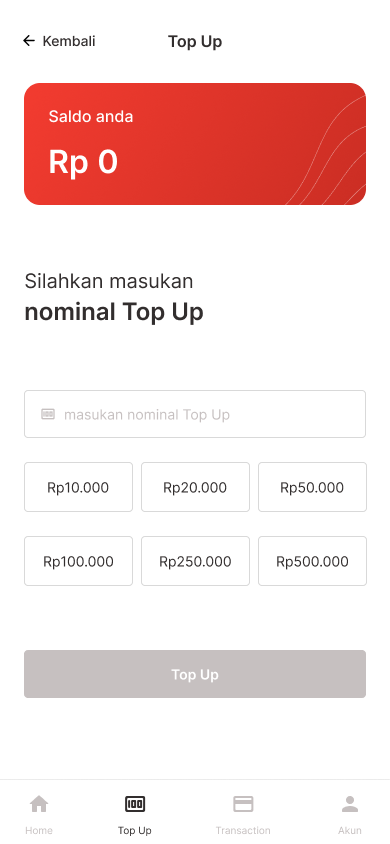 Kembali
Top Up
Saldo anda
Rp 0
Silahkan masukan
nominal Top Up
masukan nominal Top Up
Rp10.000
Rp20.000
Rp50.000
Rp100.000
Rp250.000
Rp500.000
Top Up
Home
Top Up
Transaction
Akun